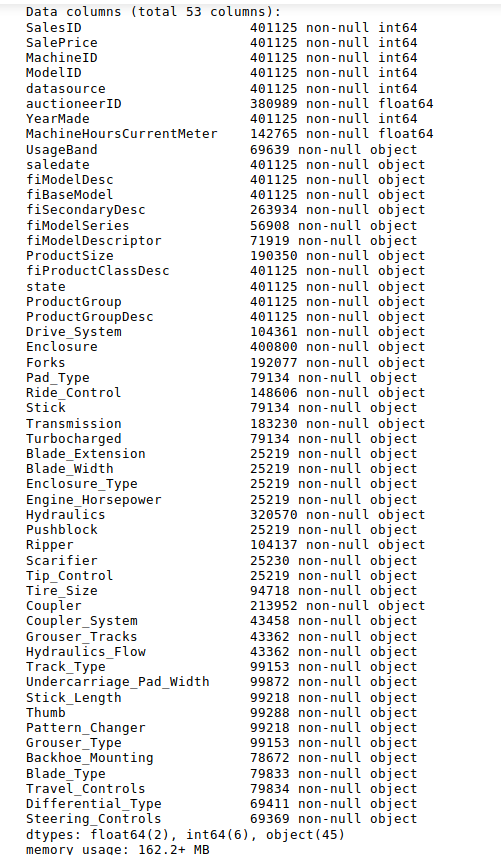 Data columns (total 53 columns):
SalesID 401125 non-null int64
SalePrice 401125 non-null int64
MachineID 401125 non-null int64
ModelID 401125 non-null int64
datasource 401125 non-null int64
auctioneerID 380989 non-null float64
YearMade 401125 non-null int64
MachineHoursCurrentMeter 142765 non-null float64
UsageBand 69639 non-null object
saledate 401125 non-null object
fiModelDesc 401125 non-null object
fiBaseModel 401125 non-null object
fiSecondaryDesc 263934 non-null object
fiModelSeries 56908 non-null object
fiModelDescriptor 71919 non-null object
ProductSize 190350 non-null object
fiProductClassDesc 401125 non-null object
state 401125 non-null object
ProductGroup 401125 non-null object
ProductGroupDesc 401125 non-null object
Drive_System 104361 non-null object
Enclosure 400800 non-null object
Forks 192077 non-null object
Pad_Type 79134 non-null object
Ride_Control 148606 non-null object
Stick 79134 non-null object
Transmission 183230 non-null object
Turbocharged 79134 non-null object
Blade_Extension 25219 non-null object
Blade_Width 25219 non-null object
Enclosure_Type 25219 non-null object
Engine_Horsepower 25219 non-null object
Hydraulics 320570 non-null object
Pushblock 25219 non-null object
Ripper 104137 non-null object
Scarifier 25230 non-null object
Tip_Control 25219 non-null object
Tire_Size 94718 non-null object
Coupler 213952 non-null object
Coupler_System 43458 non-null object
Grouser_Tracks 43362 non-null object
Hydraulics_Flow 43362 non-null object
Track_Type 99153 non-null object
Undercarriage_Pad_Width 99872 non-null object
Stick_Length 99218 non-null object
Thumb 99288 non-null object
Pattern_Changer 99218 non-null object
Grouser_Type 99153 non-null object
Backhoe_Mounting 78672 non-null object
Blade_Type 79833 non-null object
Travel_Controls 79834 non-null object
Differential_Type 69411 non-null object
Steering_Controls 69369 non-null object
dtypes: float64(2), int64(6), object(45)
memory usage: 162.2+ MB